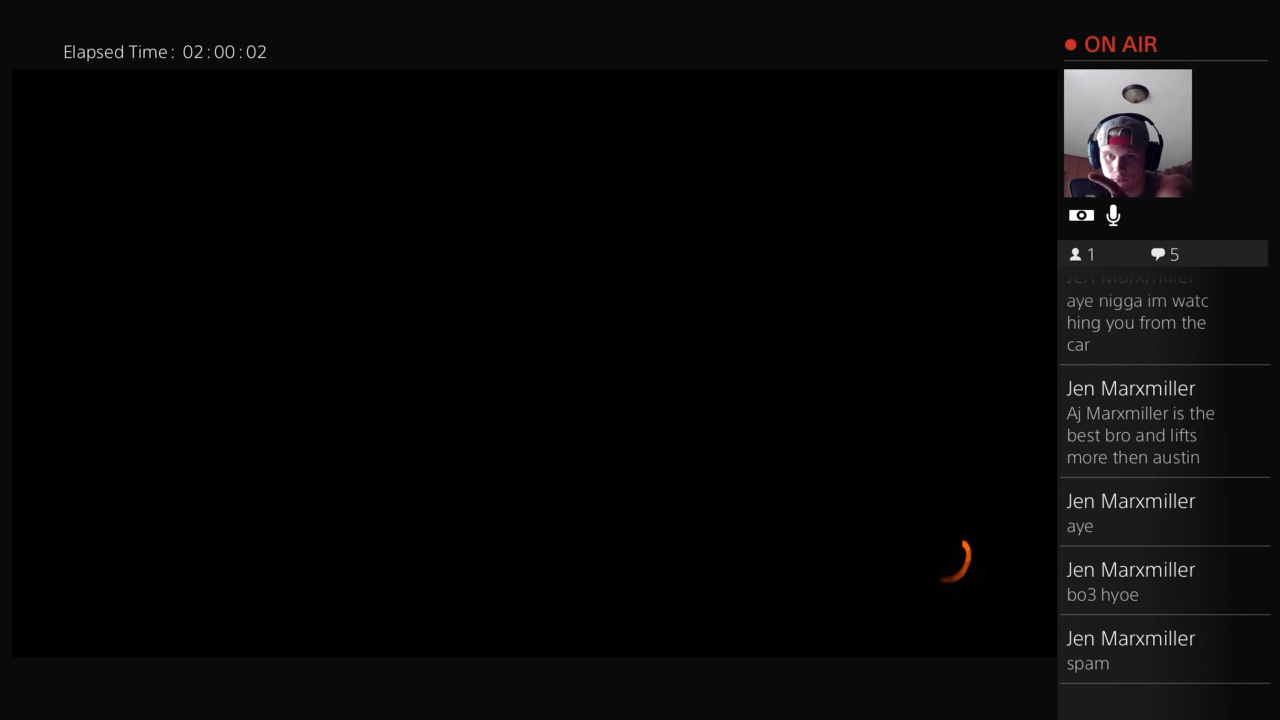 Elapsed Time: 02:00:02
ON AIR
1 5
Jen Marxmiller
aye nigga im watc
hing you from the
car
Jen Marxmiller
Aj Marxmiller is the
best bro and lifts
more then austin
Jen Marxmiller
aye
Jen Marxmiller
bo3 hyoe
Jen Marxmiller
spam